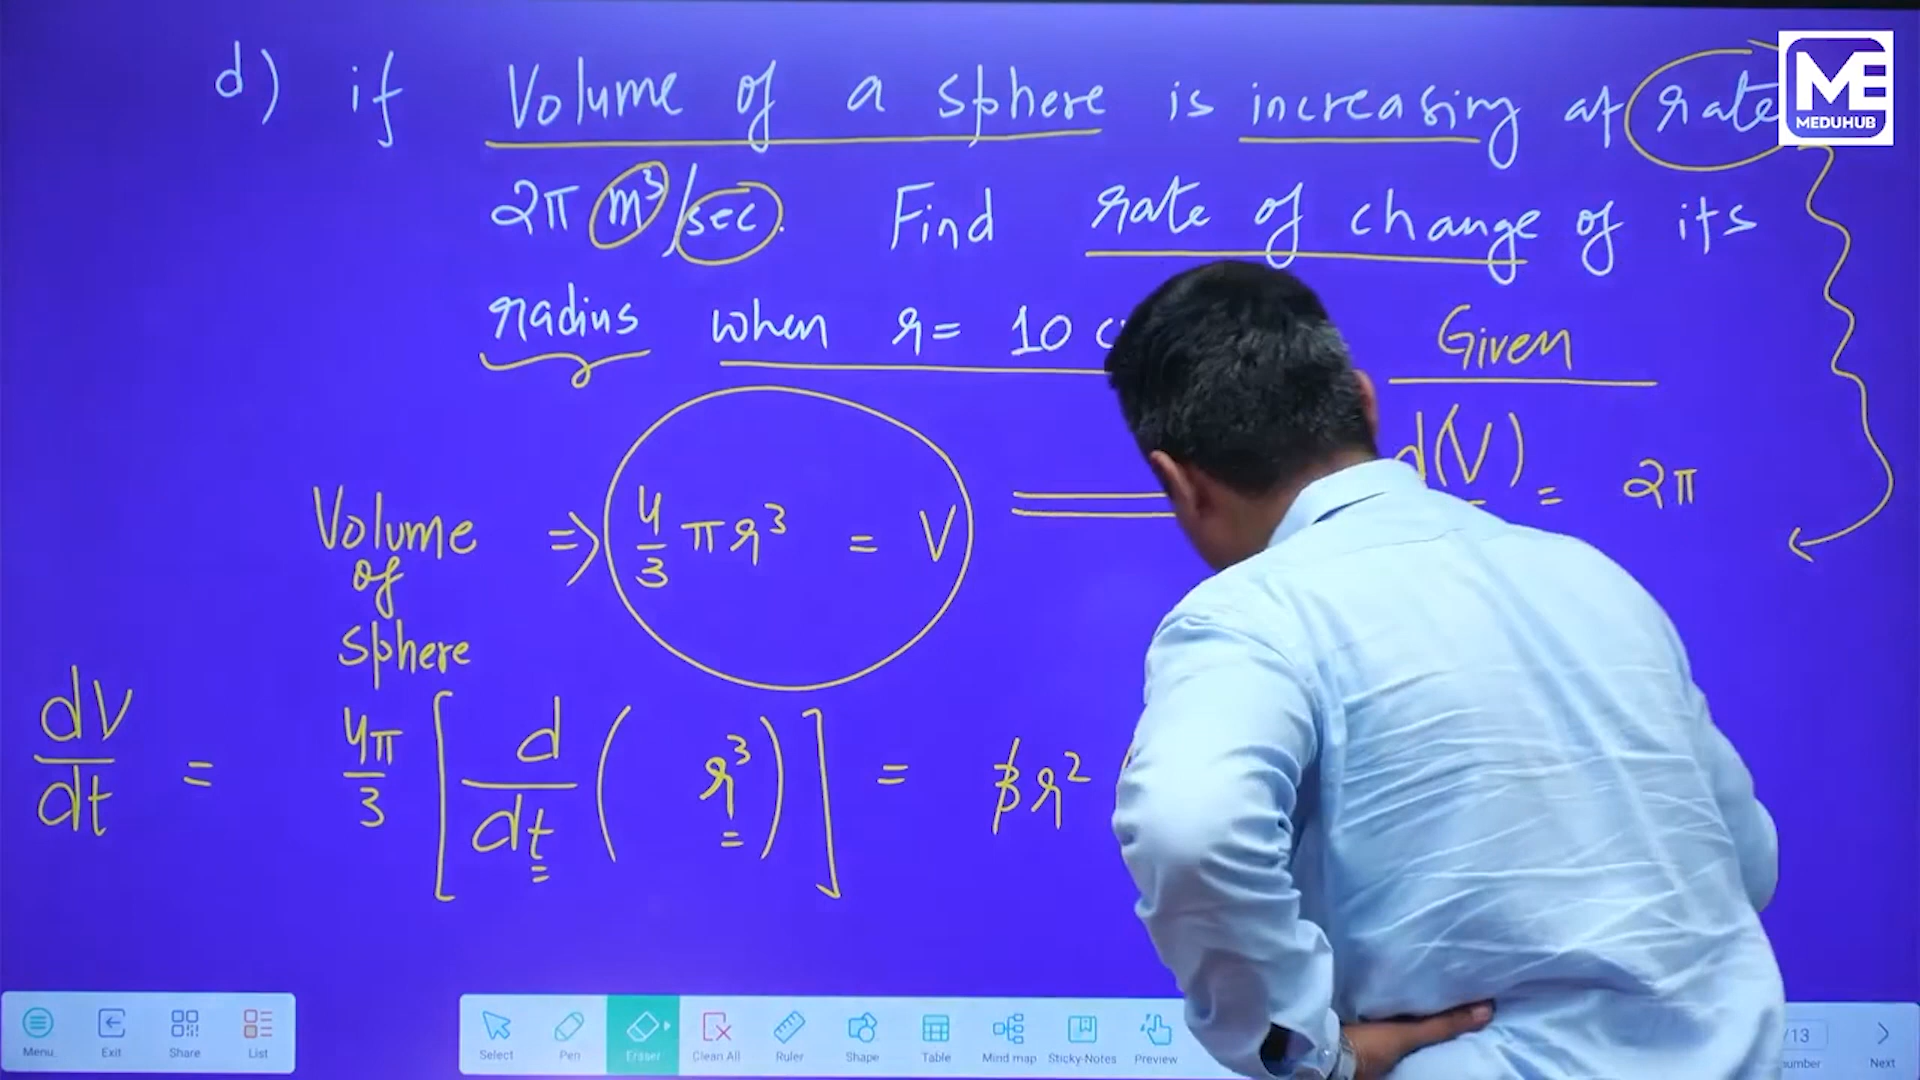 d) if Volume of a sphere is increasing at rate
2π m³/sec. Find rate of change of its
radius when r = 10
Given
d(V) = 2π
Volume of sphere ⇒ 4/3 π r³ = V
dV/dt = 4π/3 [ d/dt ( r³ ) ] = 3r²
ME
MEDUHUB
Menu Exit Share List
Select Pen Eraser Clean All Ruler Shape Table Mind map Sticky-Notes Preview
/13
Next